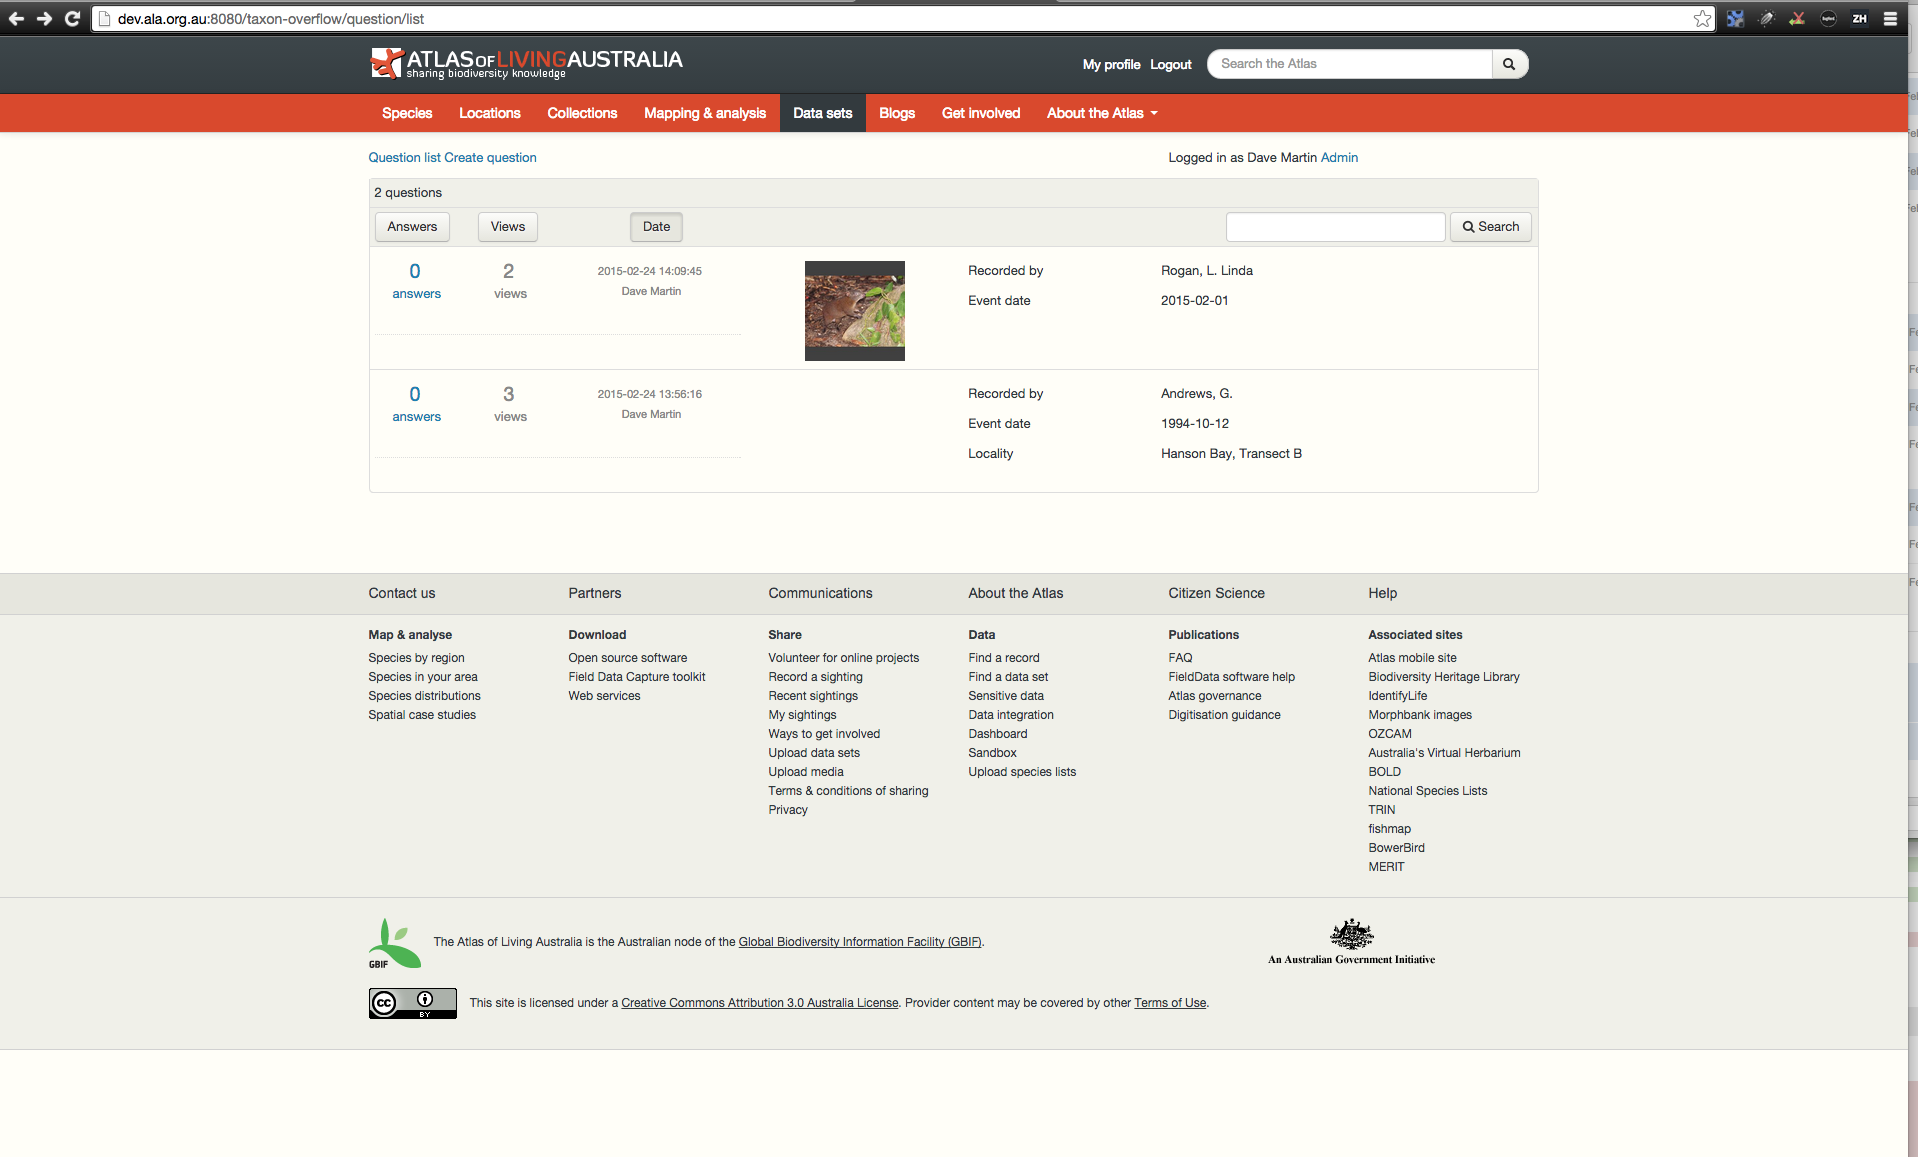 dev.ala.org.au:8080/taxon-overflow/question/list
ZH
ATLAS OF LIVING AUSTRALIA
sharing biodiversity knowledge
My profile Logout Search the Atlas
Species Locations Collections Mapping & analysis Data sets Blogs Get involved About the Atlas
Question list Create question Logged in as Dave Martin Admin
2 questions
Answers Views Date Search
0 2 2015-02-24 14:09:45 Recorded by Rogan, L. Linda
answers views Dave Martin Event date 2015-02-01
0 3 2015-02-24 13:56:16 Recorded by Andrews, G.
answers views Dave Martin Event date 1994-10-12
Locality Hanson Bay, Transect B
Contact us Partners Communications About the Atlas Citizen Science Help
Map & analyse Download Share Data Publications Associated sites
Species by region Open source software Volunteer for online projects Find a record FAQ Atlas mobile site
Species in your area Field Data Capture toolkit Record a sighting Find a data set FieldData software help Biodiversity Heritage Library
Species distributions Web services Recent sightings Sensitive data Atlas governance IdentifyLife
Spatial case studies My sightings Data integration Digitisation guidance Morphbank images
Ways to get involved Dashboard OZCAM
Upload data sets Sandbox Australia's Virtual Herbarium
Upload media Upload species lists BOLD
Terms & conditions of sharing National Species Lists
Privacy TRIN
fishmap
BowerBird
MERIT
GBIF The Atlas of Living Australia is the Australian node of the Global Biodiversity Information Facility (GBIF).
An Australian Government Initiative
cc BY This site is licensed under a Creative Commons Attribution 3.0 Australia License. Provider content may be covered by other Terms of Use.